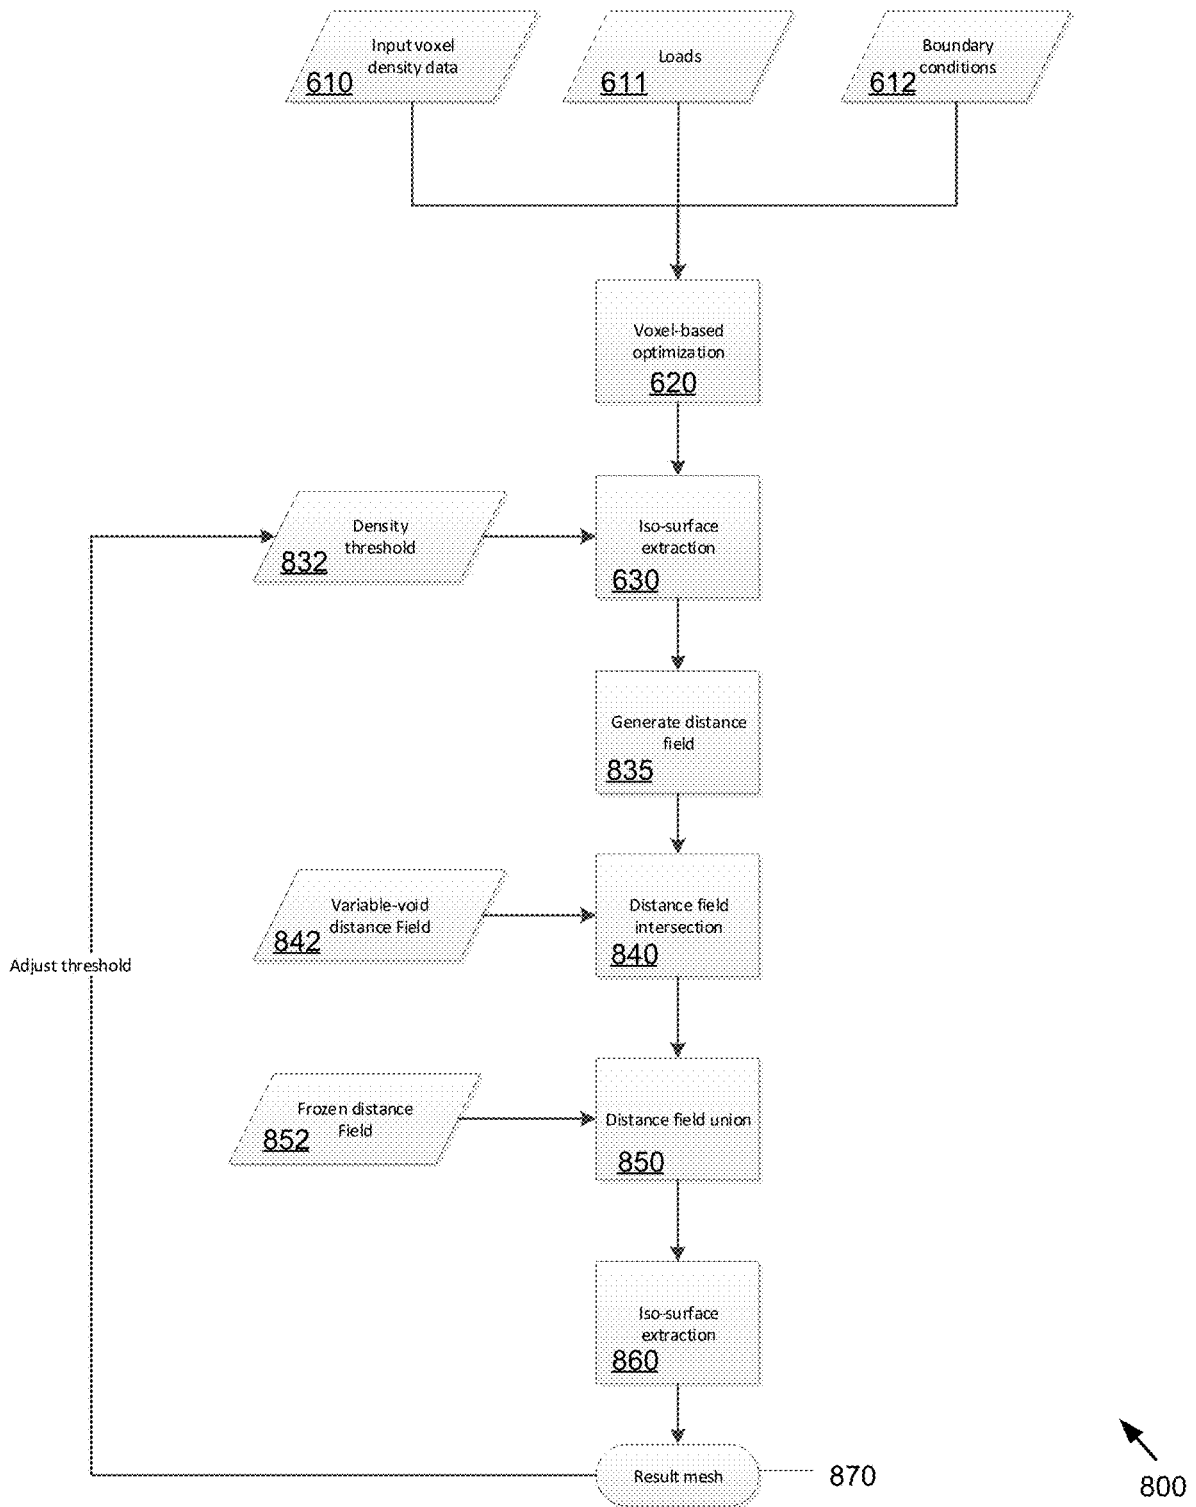 Input voxel
density data
610
Loads
611
Boundary
conditions
612
Voxel-based
optimization
620
Density
threshold
832
Iso-surface
extraction
630
Generate distance
field
835
Variable-void
distance Field
842
Distance field
intersection
840
Adjust threshold
Frozen distance
Field
852
Distance field union
850
Iso-surface
extraction
860
Result mesh
870
800